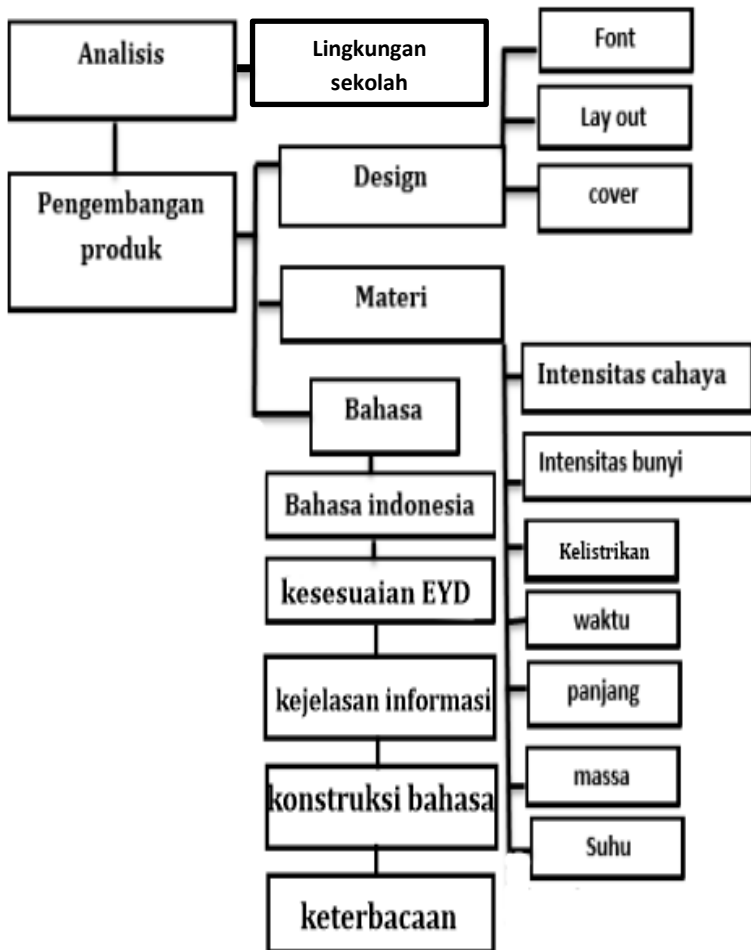 Analisis
Lingkungan
sekolah
Pengembangan
produk
Design
Font
Lay out
cover
Materi
Intensitas cahaya
Intensitas bunyi
Kelistrikan
waktu
panjang
massa
Suhu
Bahasa
Bahasa indonesia
kesesuaian EYD
kejelasan informasi
konstruksi bahasa
keterbacaan